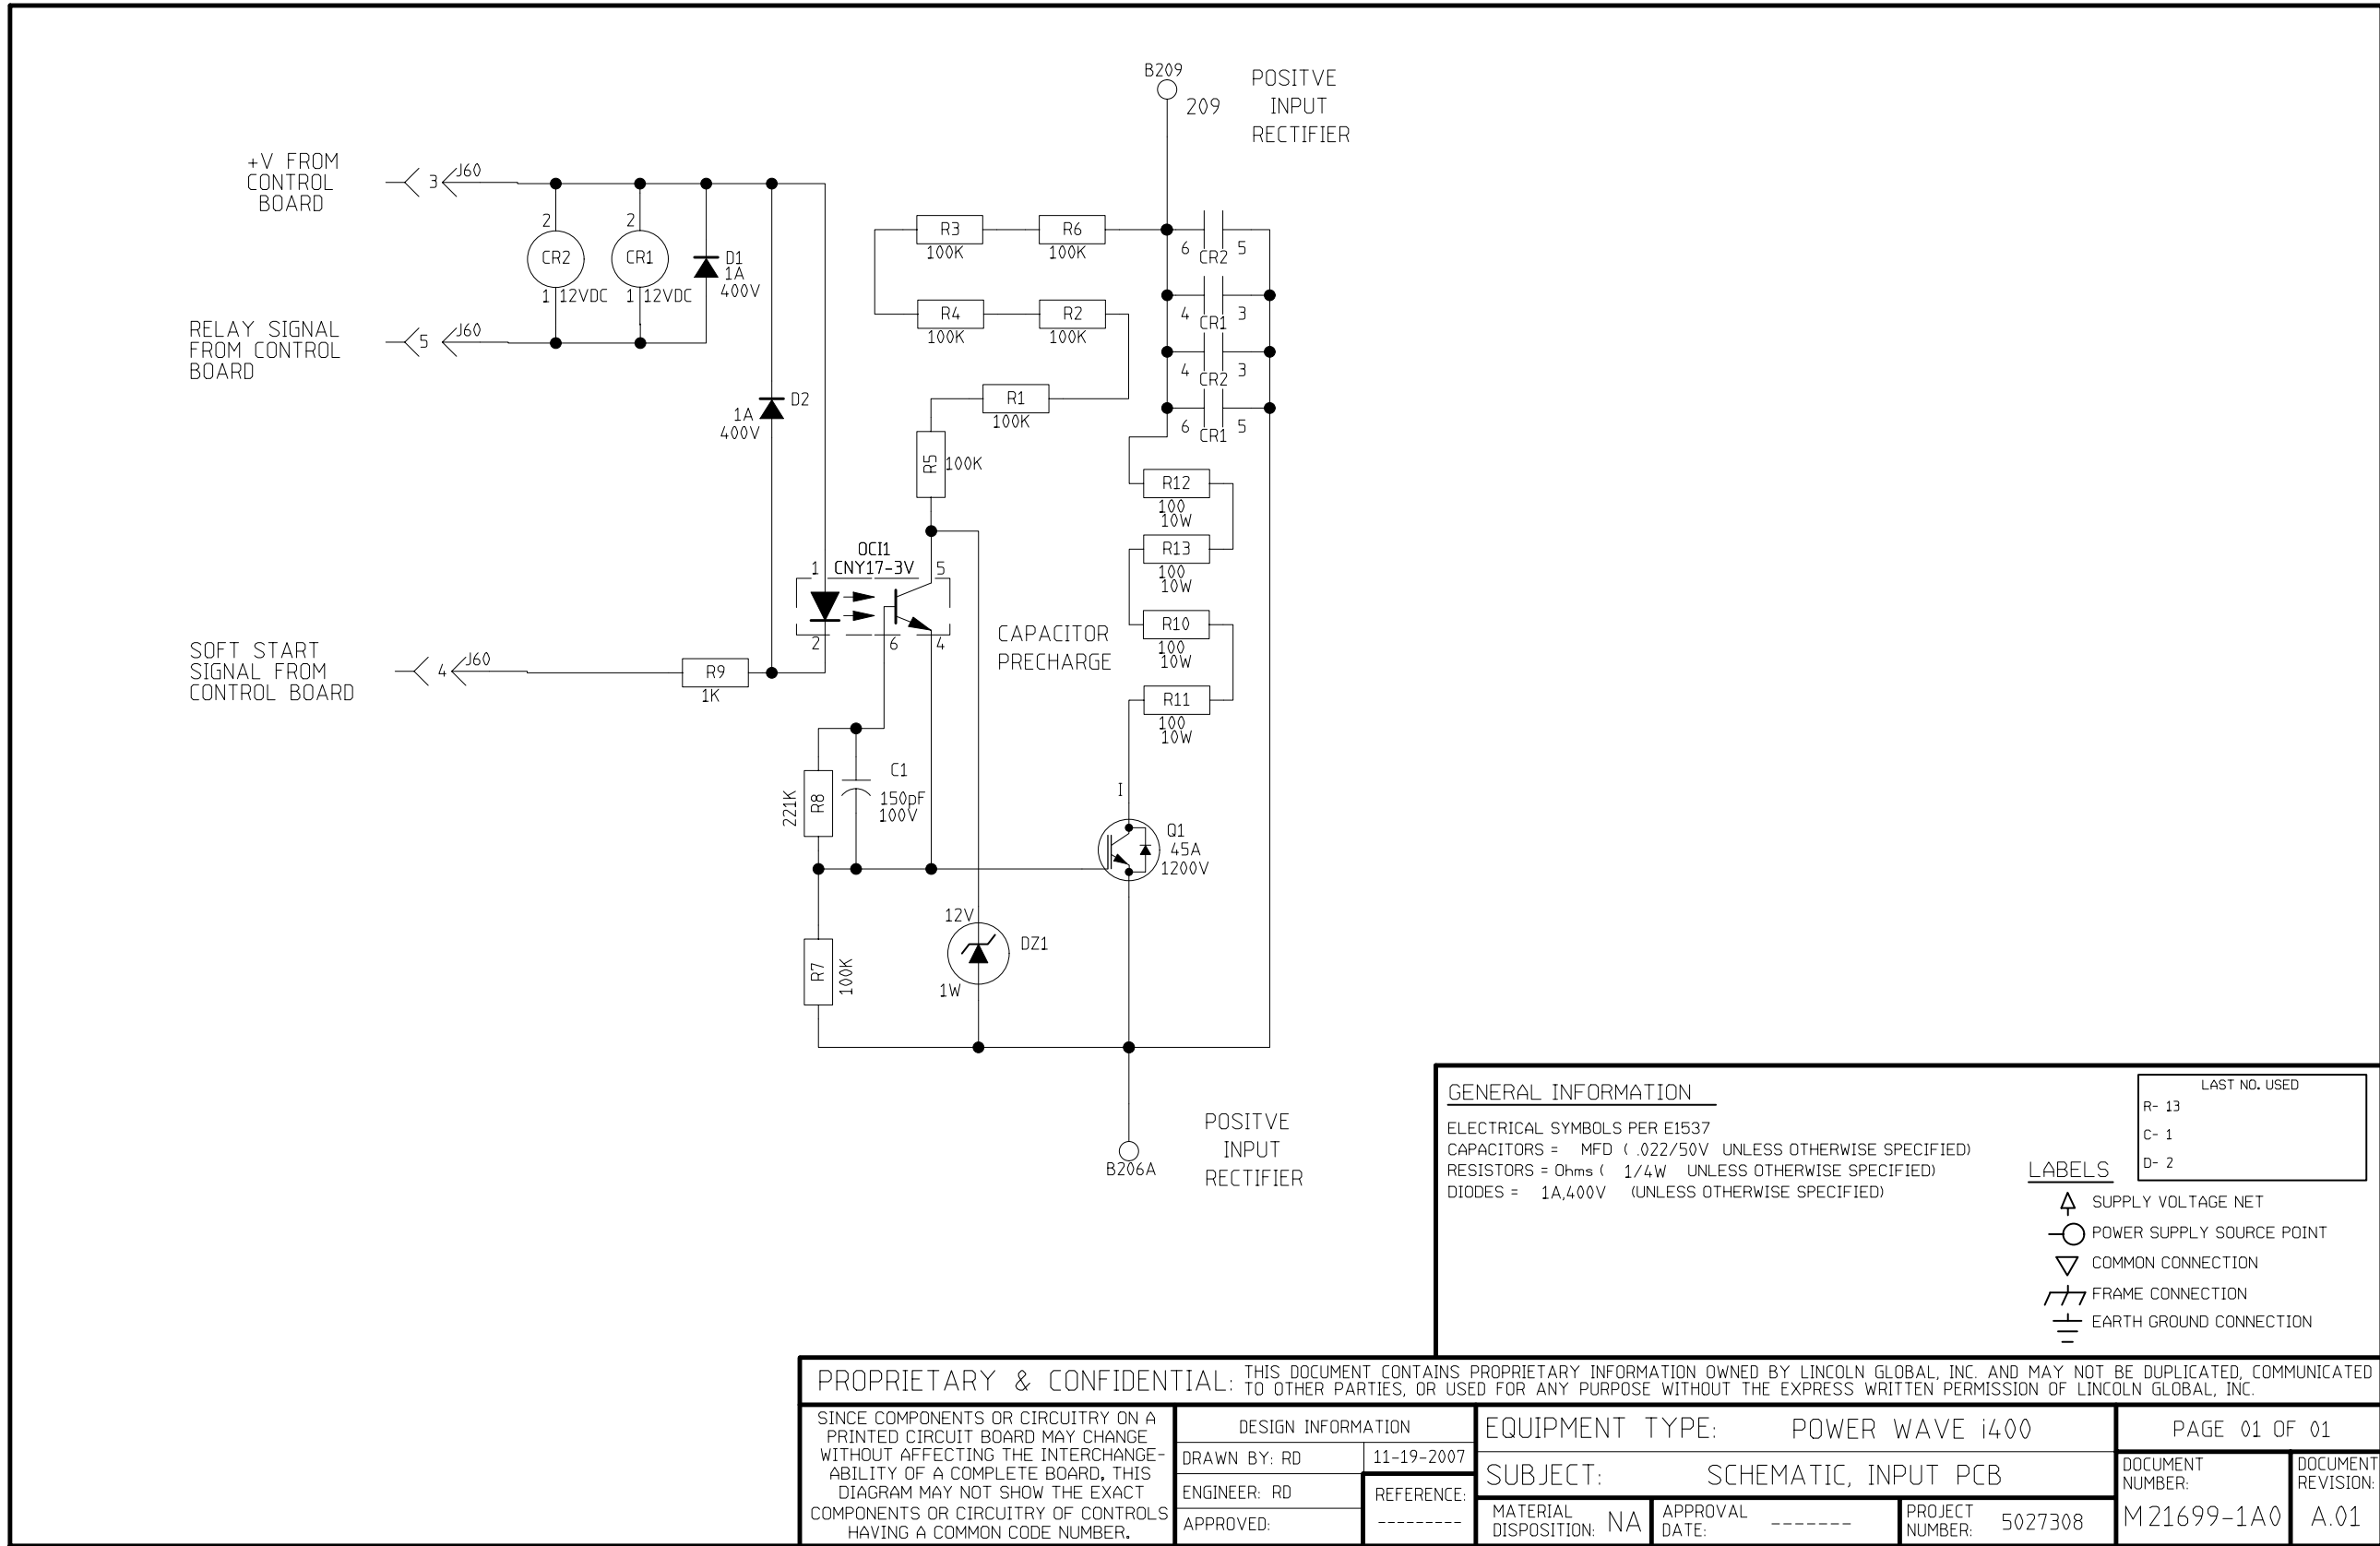 B209
209
POSITVE
INPUT
RECTIFIER
+V FROM
CONTROL
BOARD
3
J60
2
CR2
1
12VDC
2
CR1
1
12VDC
D1
1A
400V
RELAY SIGNAL
FROM CONTROL
BOARD
5
J60
D2
1A
400V
R3
100K
R6
100K
R4
100K
R2
100K
R1
100K
R5
100K
6
CR2
5
4
CR1
3
4
CR2
3
6
CR1
5
R12
100
10W
R13
100
10W
R10
100
10W
R11
100
10W
OCI1
CNY17-3V
1
5
2
6
4
CAPACITOR
PRECHARGE
SOFT START
SIGNAL FROM
CONTROL BOARD
4
J60
R9
1K
R8
221K
C1
150pF
100V
I
Q1
45A
1200V
R7
100K
12V
DZ1
1W
B206A
POSITVE
INPUT
RECTIFIER
GENERAL INFORMATION
ELECTRICAL SYMBOLS PER E1537
CAPACITORS = MFD ( .022/50V UNLESS OTHERWISE SPECIFIED)
RESISTORS = Ohms ( 1/4W UNLESS OTHERWISE SPECIFIED)
DIODES = 1A,400V (UNLESS OTHERWISE SPECIFIED)
LAST NO. USED
R- 13
C- 1
D- 2
LABELS
SUPPLY VOLTAGE NET
POWER SUPPLY SOURCE POINT
COMMON CONNECTION
FRAME CONNECTION
EARTH GROUND CONNECTION
PROPRIETARY & CONFIDENTIAL: THIS DOCUMENT CONTAINS PROPRIETARY INFORMATION OWNED BY LINCOLN GLOBAL, INC. AND MAY NOT BE DUPLICATED, COMMUNICATED
TO OTHER PARTIES, OR USED FOR ANY PURPOSE WITHOUT THE EXPRESS WRITTEN PERMISSION OF LINCOLN GLOBAL, INC.
SINCE COMPONENTS OR CIRCUITRY ON A
PRINTED CIRCUIT BOARD MAY CHANGE
WITHOUT AFFECTING THE INTERCHANGE-
ABILITY OF A COMPLETE BOARD, THIS
DIAGRAM MAY NOT SHOW THE EXACT
COMPONENTS OR CIRCUITRY OF CONTROLS
HAVING A COMMON CODE NUMBER.
DESIGN INFORMATION
DRAWN BY: RD
11-19-2007
ENGINEER: RD
REFERENCE:
---------
APPROVED:
EQUIPMENT TYPE: POWER WAVE i400
SUBJECT: SCHEMATIC, INPUT PCB
MATERIAL
DISPOSITION: NA
APPROVAL
DATE: -------
PROJECT
NUMBER: 5027308
PAGE 01 OF 01
DOCUMENT
NUMBER:
M21699-1A0
DOCUMENT
REVISION:
A.01